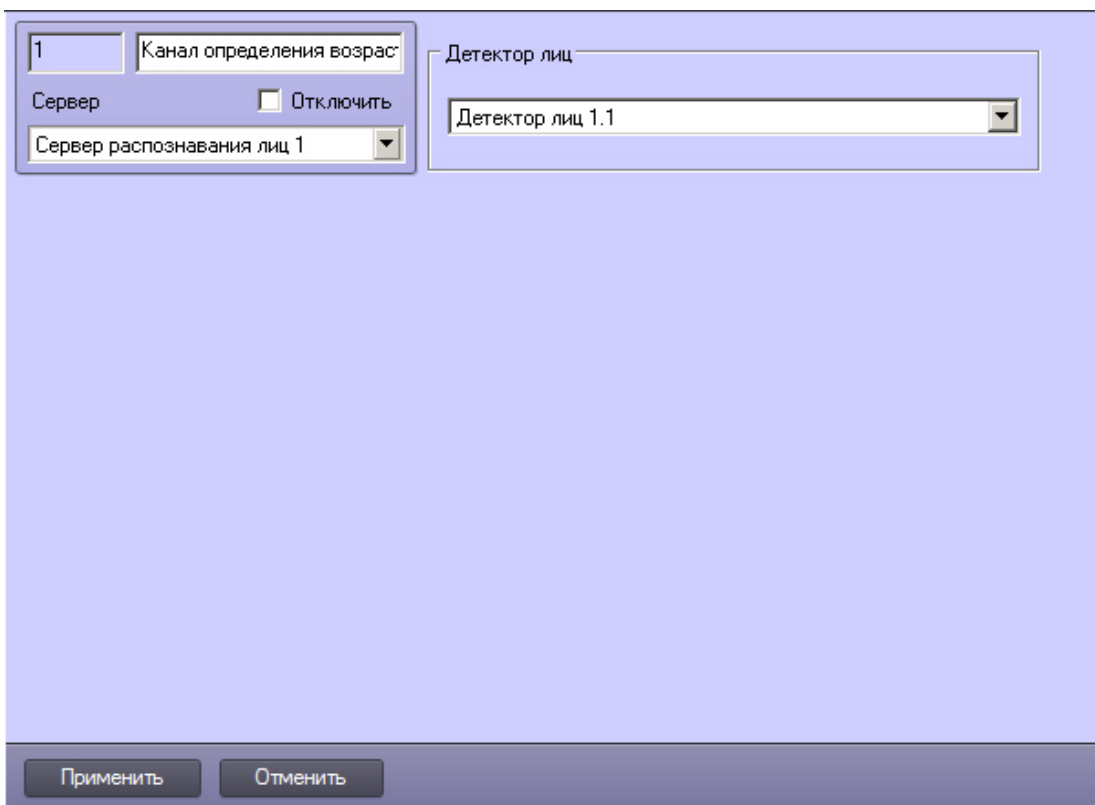 1
Канал определения возраст
Сервер
Отключить
Сервер распознавания лиц 1
Детектор лиц
Детектор лиц 1.1
Применить
Отменить